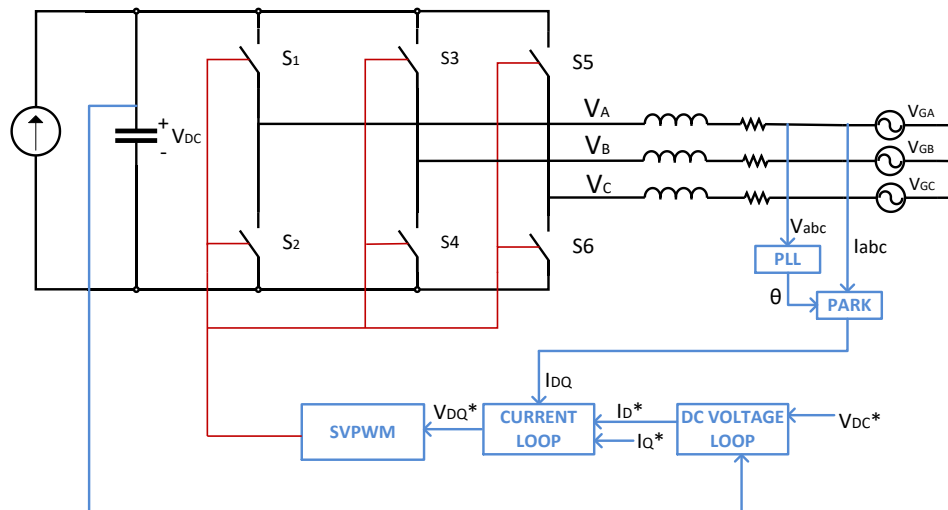 S1
S3
S5
VA
VGA
+
VDC
-
VB
VGB
VC
VGC
S2
S4
S6
Vabc
Iabc
PLL
θ
PARK
IDQ
VDQ*
ID*
VDC*
IQ*
SVPWM
CURRENT
LOOP
DC VOLTAGE
LOOP